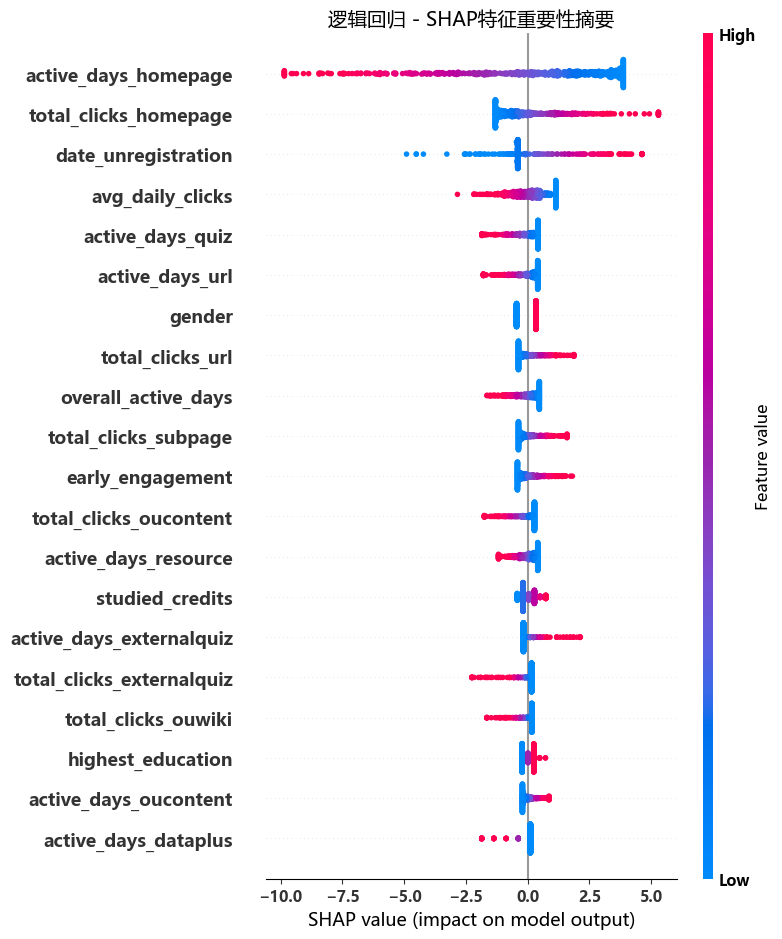 逻辑回归 - SHAP特征重要性摘要
High
active_days_homepage
total_clicks_homepage
date_unregistration
avg_daily_clicks
active_days_quiz
active_days_url
gender
total_clicks_url
overall_active_days
total_clicks_subpage
early_engagement
total_clicks_oucontent
active_days_resource
studied_credits
active_days_externalquiz
total_clicks_externalquiz
total_clicks_ouwiki
highest_education
active_days_oucontent
active_days_dataplus
Feature value
Low
−10.0 −7.5 −5.0 −2.5 0.0 2.5 5.0
SHAP value (impact on model output)